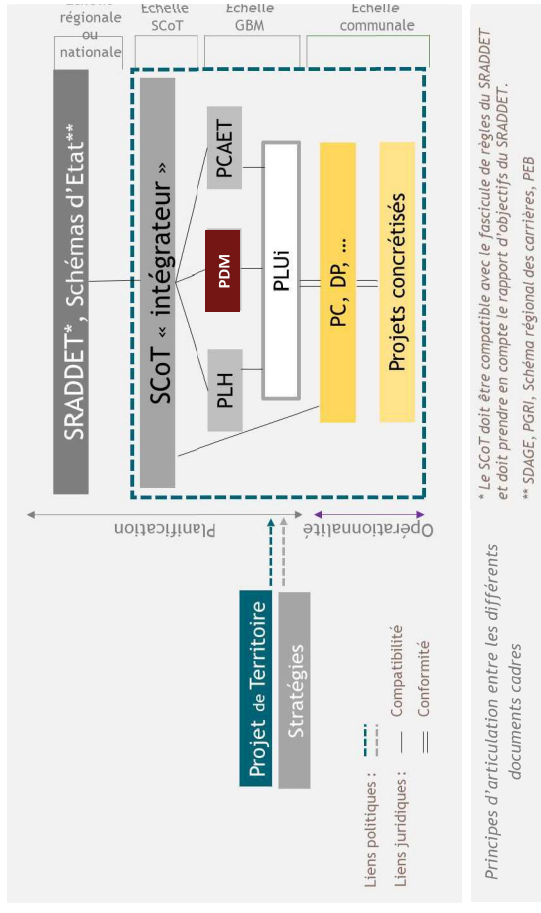 Echelle
régionale
ou
nationale
Echelle
SCoT
Echelle
GBM
Echelle
communale
SRADDET*, Schémas d'Etat**
SCoT « intégrateur »
PLH
PDM
PCAET
PLUi
PC, DP, ...
Projets concrétisés
Planification
Opérationnalité
Projet de Territoire
Stratégies
Liens politiques :
Liens juridiques :
Compatibilité
Conformité
* Le SCoT doit être compatible avec le fascicule de règles du SRADDET
et doit prendre en compte le rapport d'objectifs du SRADDET.
** SDAGE, PGRI, Schéma régional des carrières, PEB
Principes d'articulation entre les différents
documents cadres